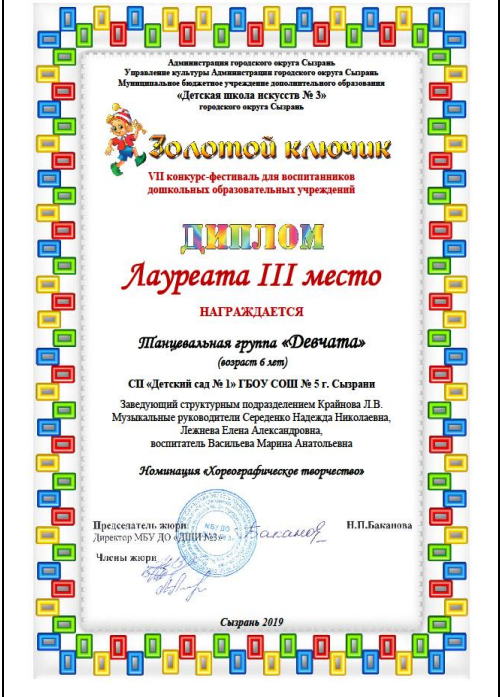 Администрация городского округа Сызрань
Управление культуры Администрации городского округа Сызрань
Муниципальное бюджетное учреждение дополнительного образования
«Детская школа искусств № 3»
городского округа Сызрань
Золотой ключик
VII конкурс-фестиваль для воспитанников
дошкольных образовательных учреждений
ДИПЛОМ
Лауреата III место
НАГРАЖДАЕТСЯ
Танцевальная группа «Девчата»
(возраст 6 лет)
СП «Детский сад № 1» ГБОУ СОШ № 5 г. Сызрани
Заведующий структурным подразделением Крайнова Л.В.
Музыкальные руководители Середенко Надежда Николаевна,
Лежнева Елена Александровна,
воспитатель Васильева Марина Анатольевна
Номинация «Хореографическое творчество»
Председатель жюри Н.П.Баканова
Директор МБУ ДО «ДШИ №3»
МБУ ДО
Члены жюри
Сызрань 2019